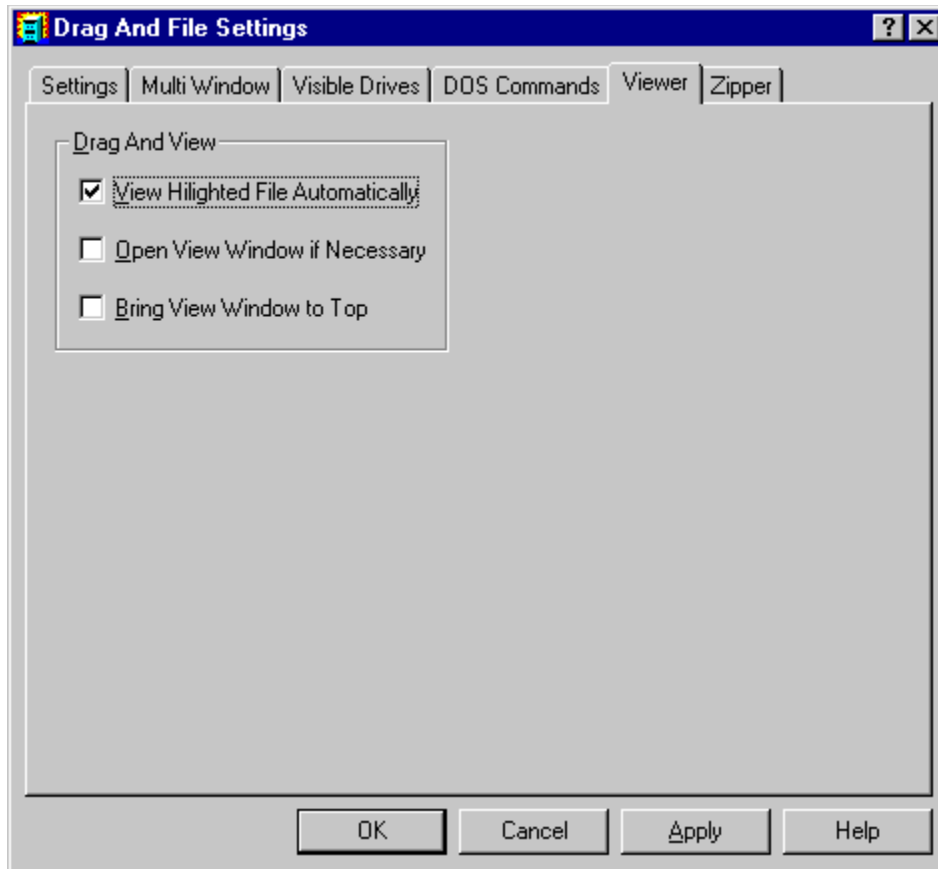 Drag And File Settings
Settings Multi Window Visible Drives DOS Commands Viewer Zipper
Drag And View
View Hilighted File Automatically
Open View Window if Necessary
Bring View Window to Top
OK Cancel Apply Help